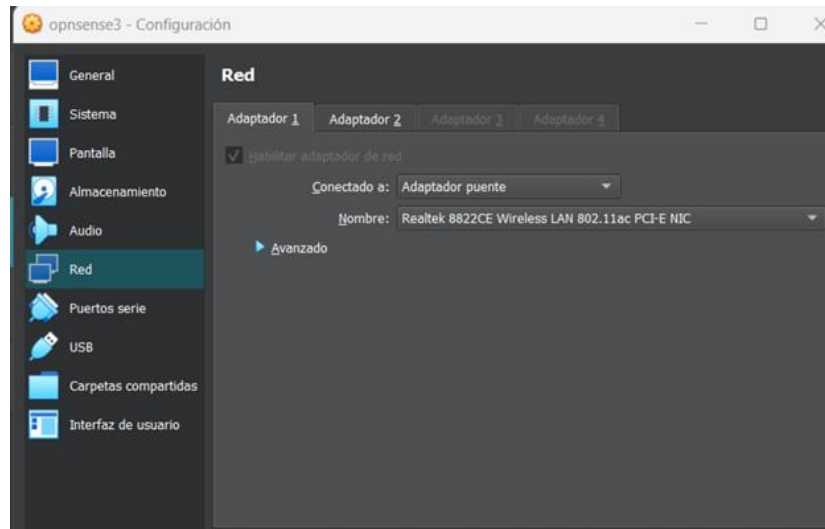 opnsense3 - Configuración
General
Sistema
Pantalla
Almacenamiento
Audio
Red
Puertos serie
USB
Carpetas compartidas
Interfaz de usuario
Red
Adaptador 1 Adaptador 2 Adaptador 3 Adaptador 4
Habilitar adaptador de red
Conectado a: Adaptador puente
Nombre: Realtek 8822CE Wireless LAN 802.11ac PCI-E NIC
Avanzado